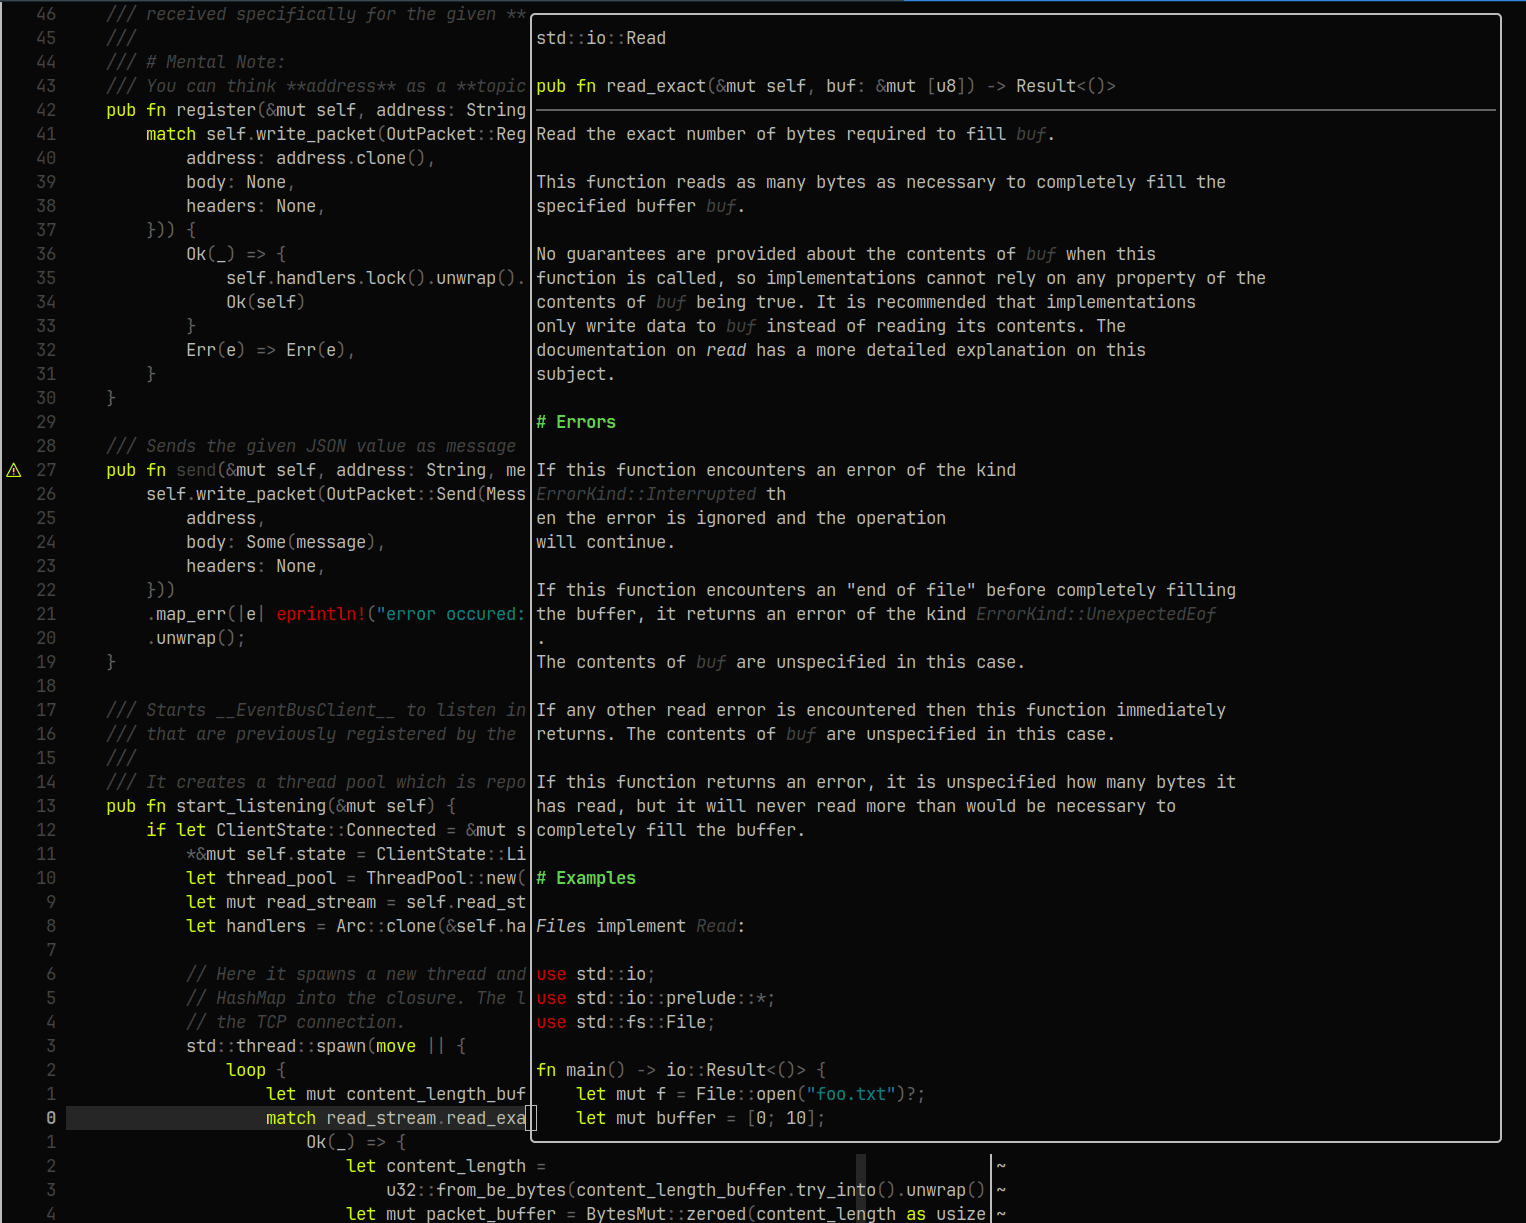 46 /// received specifically for the given **
45 ///
44 /// # Mental Note:
43 /// You can think **address** as a **topic
42 pub fn register(&mut self, address: String
41 match self.write_packet(OutPacket::Reg
40 address: address.clone(),
39 body: None,
38 headers: None,
37 })) {
36 Ok(_) => {
35 self.handlers.lock().unwrap().
34 Ok(self)
33 }
32 Err(e) => Err(e),
31 }
30 }
29
28 /// Sends the given JSON value as message
27 pub fn send(&mut self, address: String, me
26 self.write_packet(OutPacket::Send(Mess
25 address,
24 body: Some(message),
23 headers: None,
22 }))
21 .map_err(|e| eprintln!("error occured:
20 .unwrap();
19 }
18
17 /// Starts __EventBusClient__ to listen in
16 /// that are previously registered by the
15 ///
14 /// It creates a thread pool which is repo
13 pub fn start_listening(&mut self) {
12 if let ClientState::Connected = &mut s
11 *&mut self.state = ClientState::Li
10 let thread_pool = ThreadPool::new(
9 let mut read_stream = self.read_st
8 let handlers = Arc::clone(&self.ha
7
6 // Here it spawns a new thread and
5 // HashMap into the closure. The l
4 // the TCP connection.
3 std::thread::spawn(move || {
2 loop {
1 let mut content_length_buf
0 match read_stream.read_exa
1 Ok(_) => {
2 let content_length =
3 u32::from_be_bytes(content_length_buffer.try_into().unwrap()
4 let mut packet_buffer = BytesMut::zeroed(content_length as usize
std::io::Read
pub fn read_exact(&mut self, buf: &mut [u8]) -> Result<()>
Read the exact number of bytes required to fill buf.
This function reads as many bytes as necessary to completely fill the
specified buffer buf.
No guarantees are provided about the contents of buf when this
function is called, so implementations cannot rely on any property of the
contents of buf being true. It is recommended that implementations
only write data to buf instead of reading its contents. The
documentation on read has a more detailed explanation on this
subject.
# Errors
If this function encounters an error of the kind
ErrorKind::Interrupted th
en the error is ignored and the operation
will continue.
If this function encounters an "end of file" before completely filling
the buffer, it returns an error of the kind ErrorKind::UnexpectedEof
.
The contents of buf are unspecified in this case.
If any other read error is encountered then this function immediately
returns. The contents of buf are unspecified in this case.
If this function returns an error, it is unspecified how many bytes it
has read, but it will never read more than would be necessary to
completely fill the buffer.
# Examples
Files implement Read:
use std::io;
use std::io::prelude::*;
use std::fs::File;
fn main() -> io::Result<()> {
let mut f = File::open("foo.txt")?;
let mut buffer = [0; 10];
~
~
~